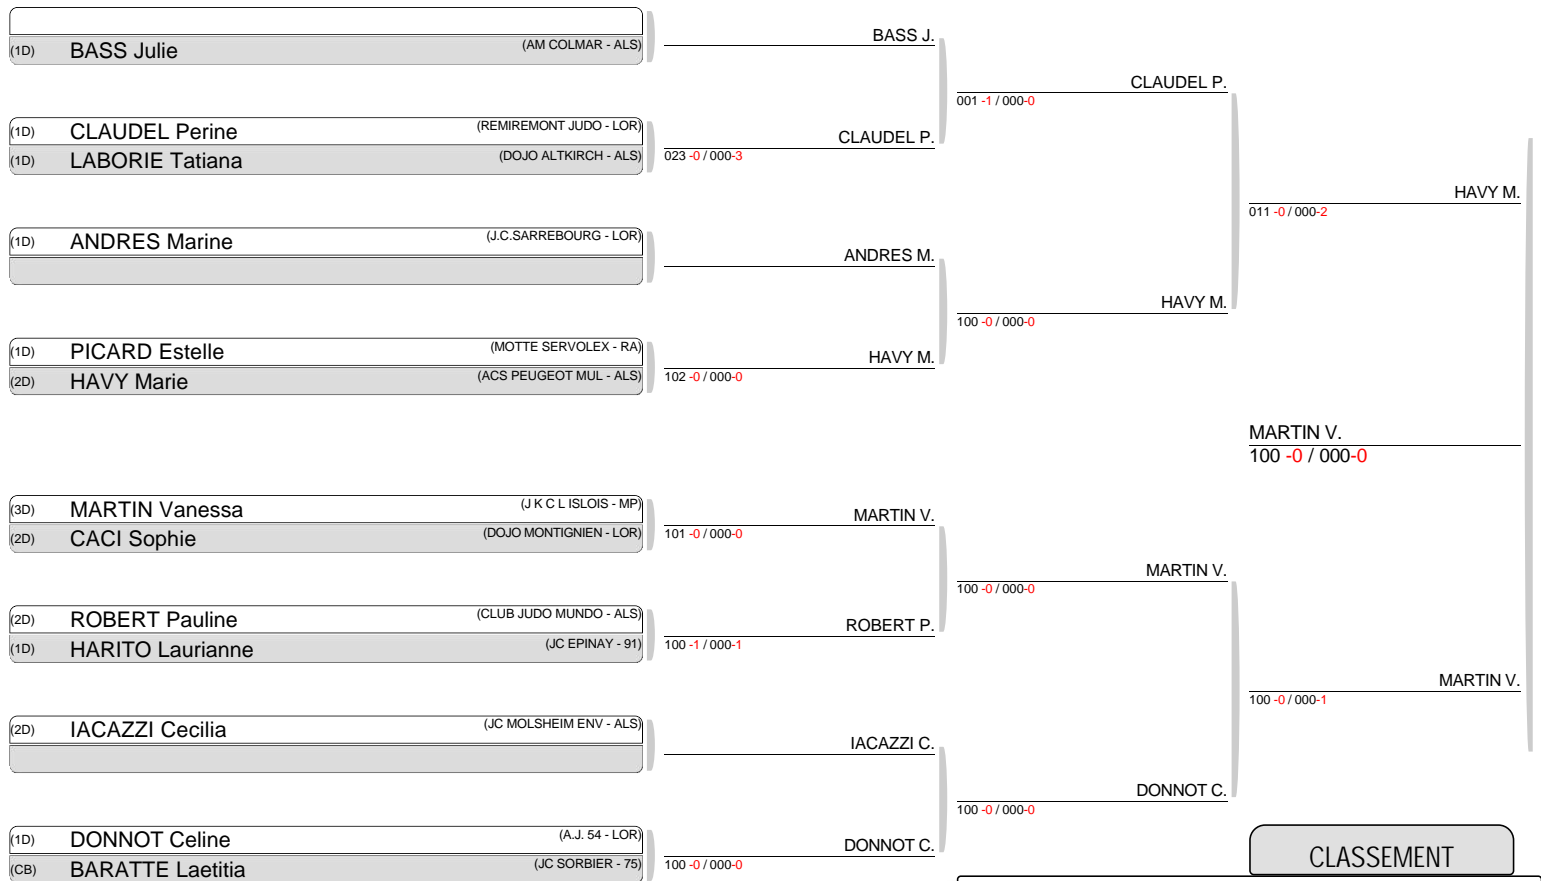 (1D) BASS Julie (AM COLMAR - ALS)
BASS J.
(1D) CLAUDEL Perine (REMIREMONT JUDO - LOR)
(1D) LABORIE Tatiana (DOJO ALTKIRCH - ALS)
CLAUDEL P.
023 -0 / 000-3
CLAUDEL P.
001 -1 / 000-0
(1D) ANDRES Marine (J.C.SARREBOURG - LOR)
ANDRES M.
(1D) PICARD Estelle (MOTTE SERVOLEX - RA)
(2D) HAVY Marie (ACS PEUGEOT MUL - ALS)
HAVY M.
102 -0 / 000-0
HAVY M.
100 -0 / 000-0
HAVY M.
011 -0 / 000-2
MARTIN V.
100 -0 / 000-0
(3D) MARTIN Vanessa (J K C L ISLOIS - MP)
(2D) CACI Sophie (DOJO MONTIGNIEN - LOR)
MARTIN V.
101 -0 / 000-0
(2D) ROBERT Pauline (CLUB JUDO MUNDO - ALS)
(1D) HARITO Laurianne (JC EPINAY - 91)
ROBERT P.
100 -1 / 000-1
MARTIN V.
100 -0 / 000-0
(2D) IACAZZI Cecilia (JC MOLSHEIM ENV - ALS)
IACAZZI C.
(1D) DONNOT Celine (A.J. 54 - LOR)
(CB) BARATTE Laetitia (JC SORBIER - 75)
DONNOT C.
100 -0 / 000-0
DONNOT C.
100 -0 / 000-0
MARTIN V.
100 -0 / 000-1
CLASSEMENT